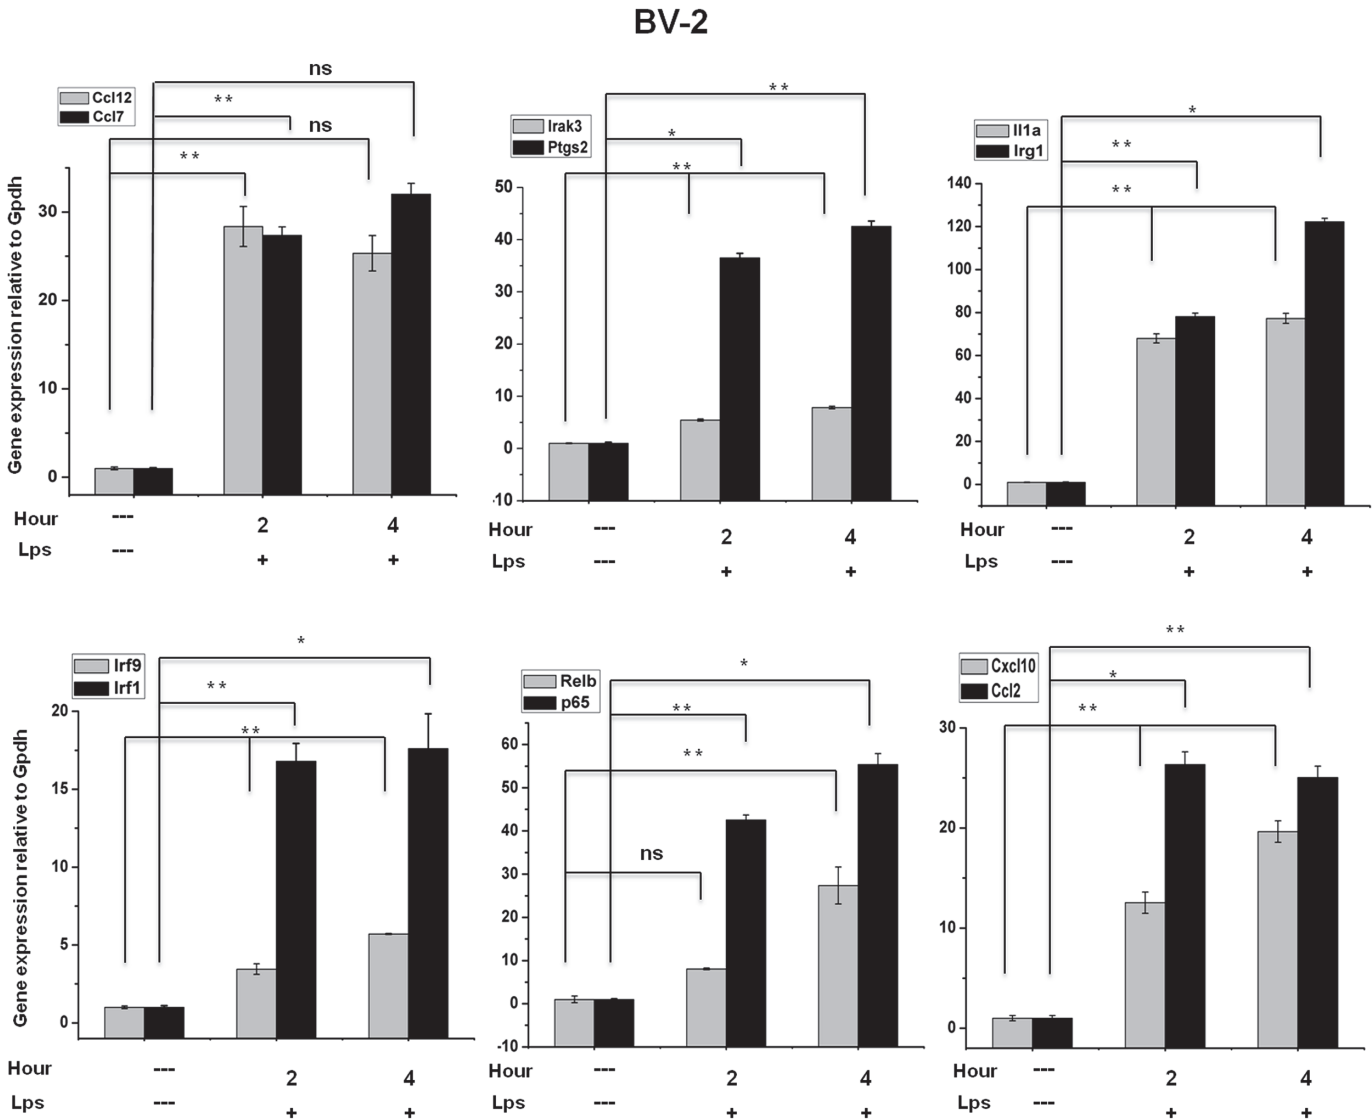 BV-2
ns
Ccl12
Ccl7
**
ns
**
Gene expression relative to Gpdh
30
20
10
0
Hour --- 2 4
Lps --- + +
**
Irak3
Ptgs2
*
**
50
40
30
20
10
0
-10
Hour --- 2 4
Lps --- + +
*
Il1a
Irg1
**
**
140
120
100
80
60
40
20
0
Hour --- 2 4
Lps --- + +
*
Irf9
Irf1
**
**
Gene expression relative to Gpdh
20
15
10
5
0
Hour --- 2 4
Lps --- + +
*
Relb
p65
**
**
ns
60
50
40
30
20
10
0
-10
Hour --- 2 4
Lps --- + +
**
Cxcl10
Ccl2
*
**
30
20
10
0
Hour --- 2 4
Lps --- + +